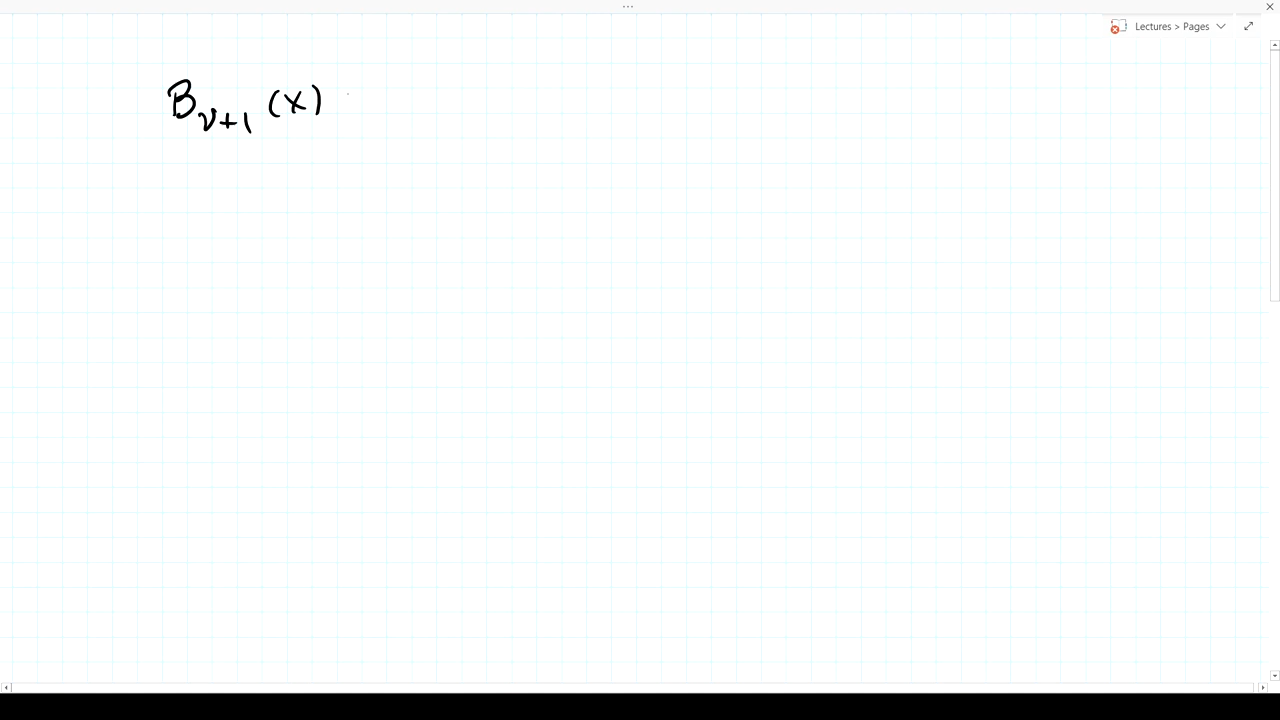 Lectures > Pages
B_{ν+1} (x)